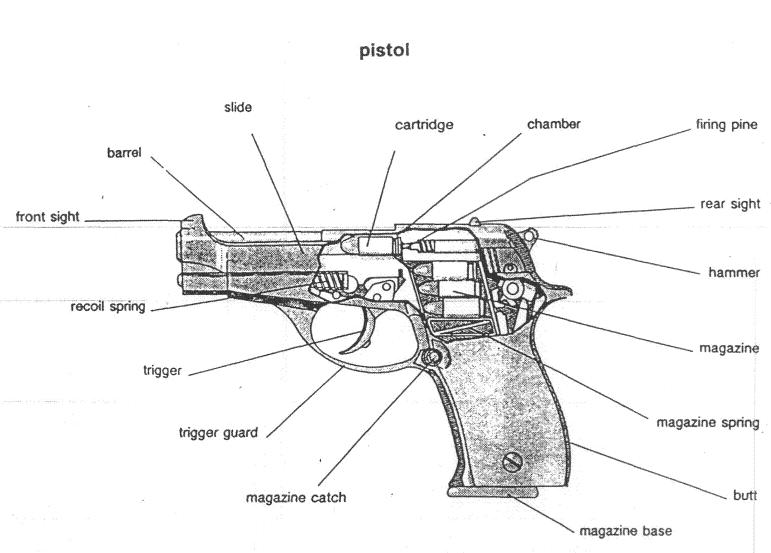 pistol
slide
cartridge
chamber
firing pine
barrel
front sight
rear sight
hammer
recoil spring
magazine
trigger
magazine spring
trigger guard
magazine catch
butt
magazine base